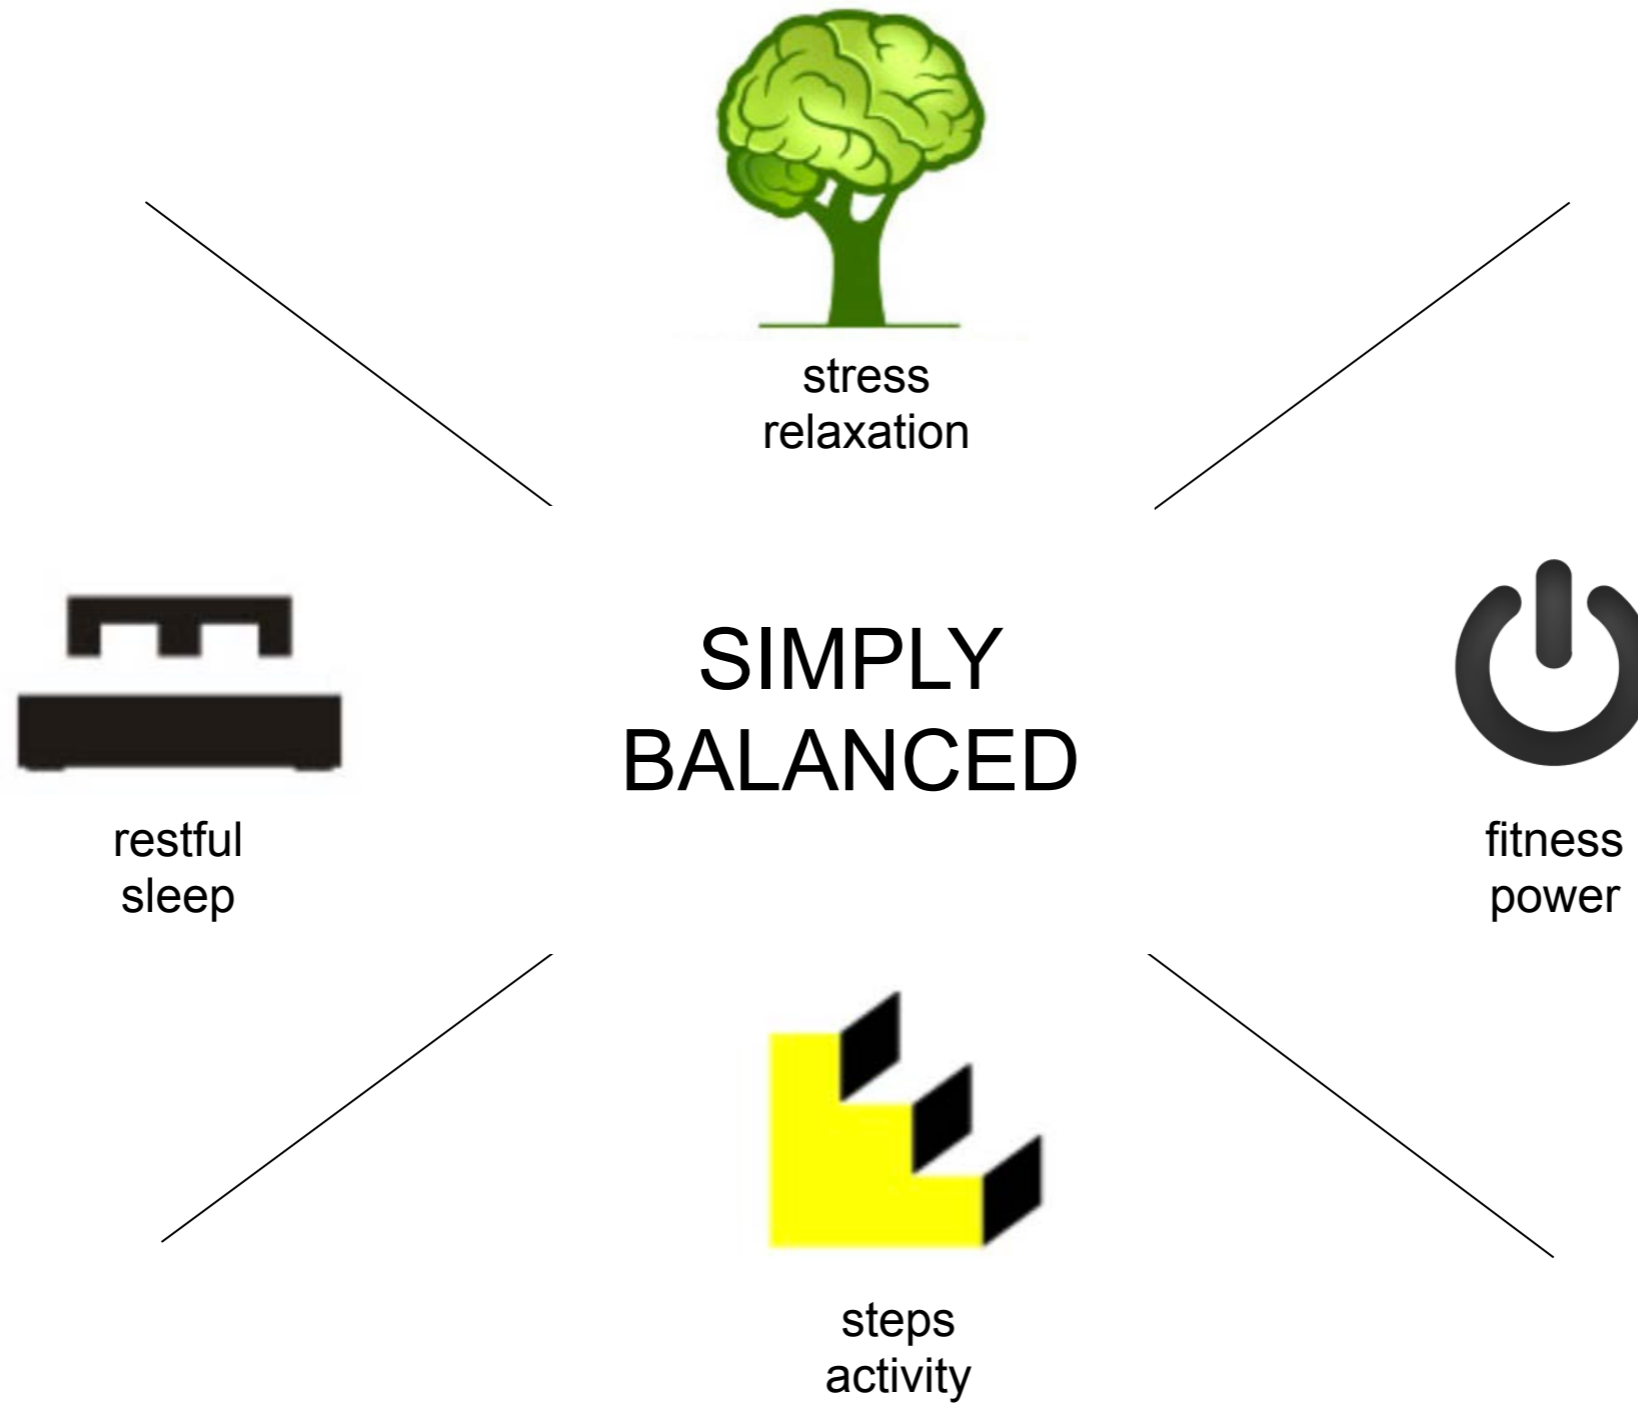 stress
relaxation
SIMPLY
BALANCED
restful
sleep
fitness
power
steps
activity